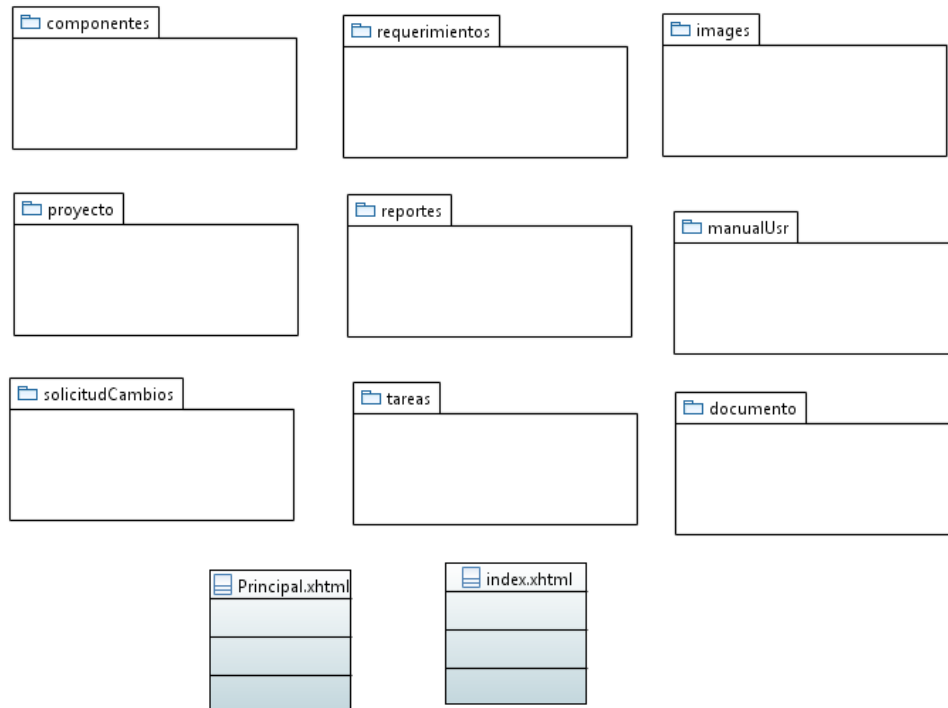 componentes
requerimientos
images
proyecto
reportes
manualUsr
solicitudCambios
tareas
documento
Principal.xhtml
index.xhtml